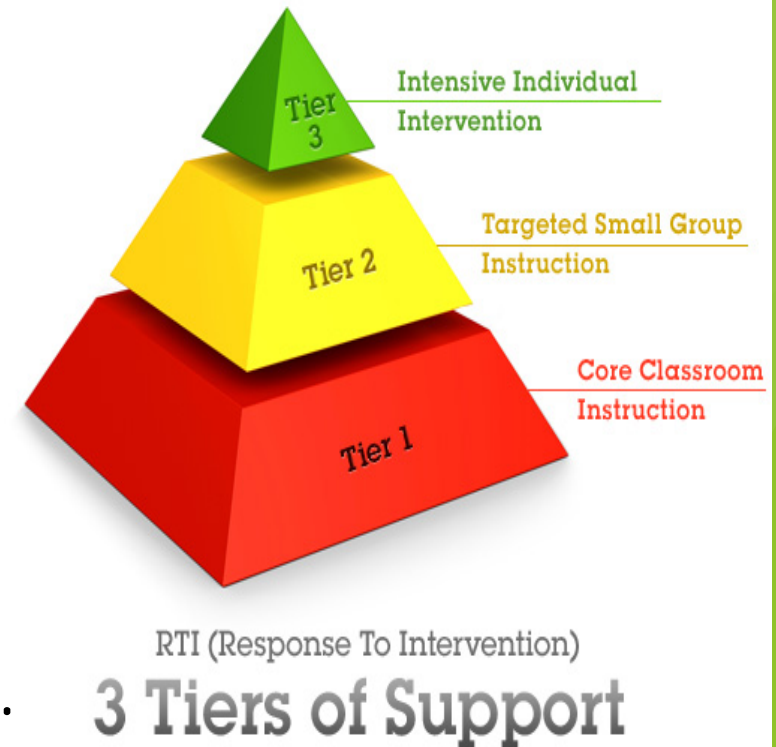 Tier
3
Intensive Individual
Intervention
Tier 2
Targeted Small Group
Instruction
Tier 1
Core Classroom
Instruction
RTI (Response To Intervention)
. 3 Tiers of Support